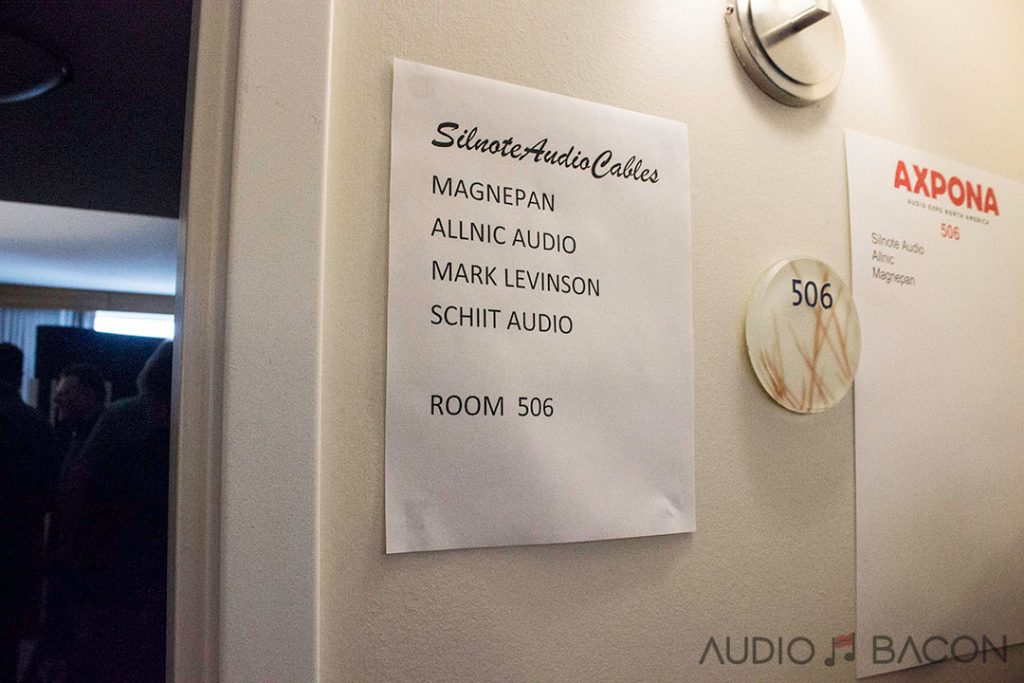 SilnoteAudioCables
MAGNEPAN
ALLNIC AUDIO
MARK LEVINSON
SCHIIT AUDIO
ROOM 506
506
AXPONA
AUDIO EXPO NORTH AMERICA
506
Silnote Audio
Allnic
Magnepan
AUDIO BACON